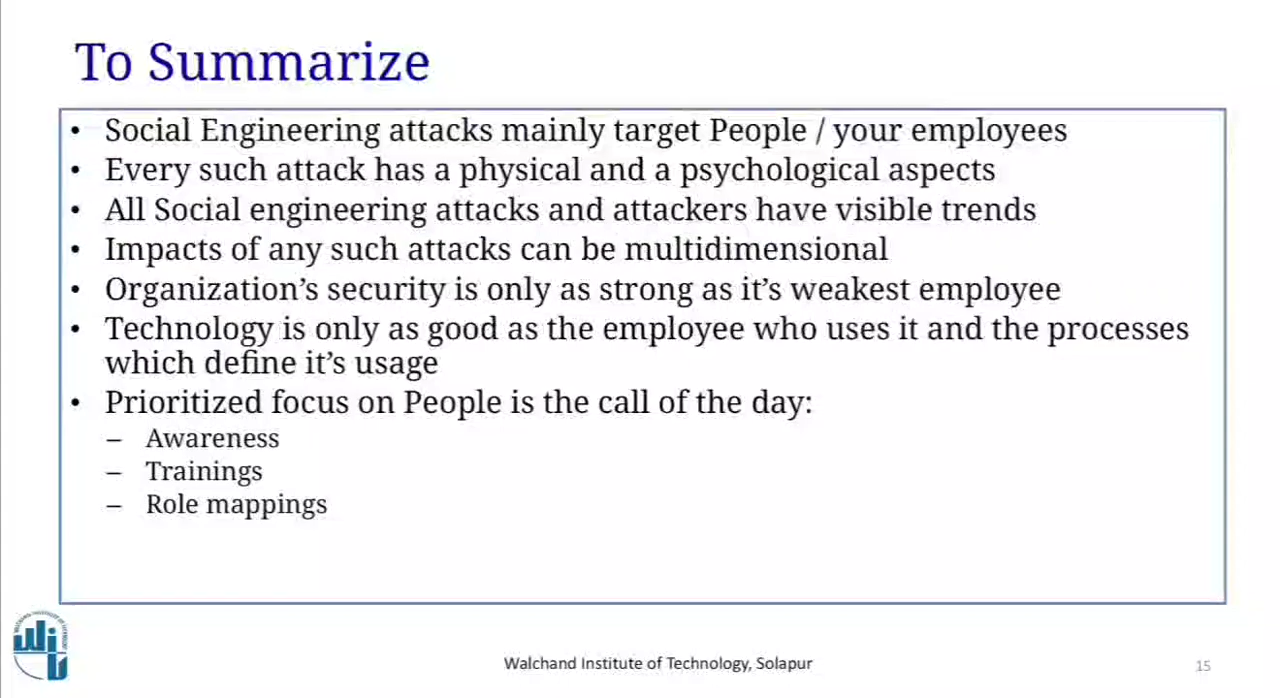 To Summarize
• Social Engineering attacks mainly target People / your employees
• Every such attack has a physical and a psychological aspects
• All Social engineering attacks and attackers have visible trends
• Impacts of any such attacks can be multidimensional
• Organization’s security is only as strong as it’s weakest employee
• Technology is only as good as the employee who uses it and the processes
which define it’s usage
• Prioritized focus on People is the call of the day:
– Awareness
– Trainings
– Role mappings
Walchand Institute of Technology, Solapur
15